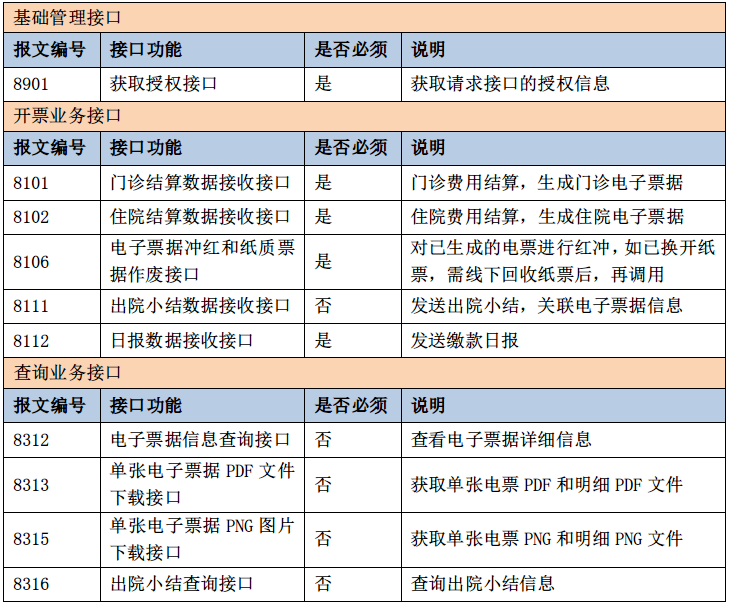 基础管理接口
报文编号 接口功能 是否必须 说明
8901 获取授权接口 是 获取请求接口的授权信息
开票业务接口
报文编号 接口功能 是否必须 说明
8101 门诊结算数据接收接口 是 门诊费用结算，生成门诊电子票据
8102 住院结算数据接收接口 是 住院费用结算，生成住院电子票据
8106 电子票据冲红和纸质票
据作废接口 是 对已生成的电票进行红冲，如已换开纸
票，需线下回收纸票后，再调用
8111 出院小结数据接收接口 否 发送出院小结，关联电子票据信息
8112 日报数据接收接口 是 发送缴款日报
查询业务接口
报文编号 接口功能 是否必须 说明
8312 电子票据信息查询接口 否 查看电子票据详细信息
8313 单张电子票据 PDF 文件
下载接口 否 获取单张电票 PDF 和明细 PDF 文件
8315 单张电子票据 PNG 图片
下载接口 否 获取单张电票 PNG 和明细 PNG 文件
8316 出院小结查询接口 否 查询出院小结信息